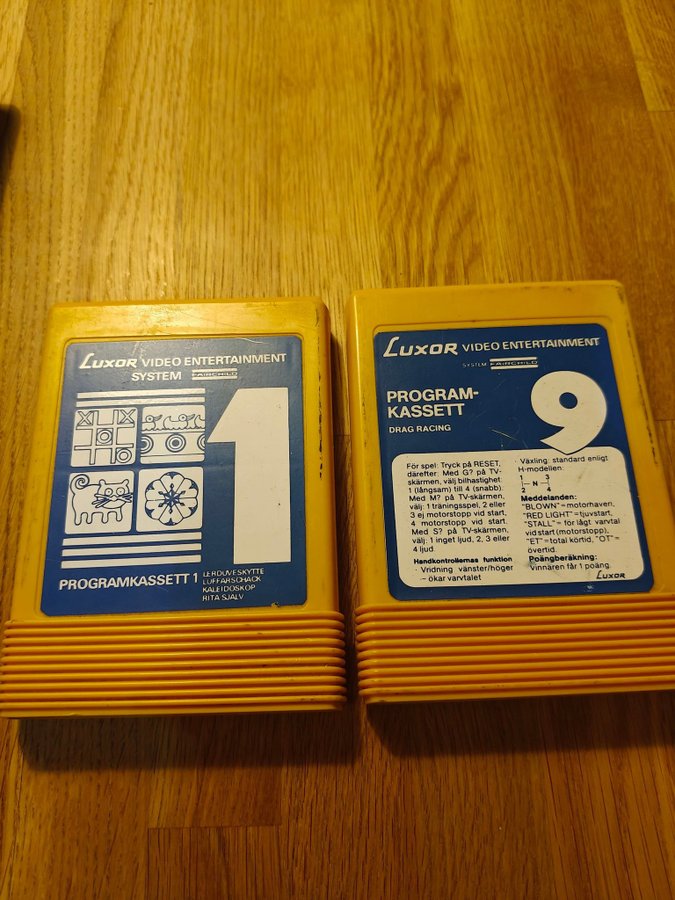 LUXOR VIDEO ENTERTAINMENT
SYSTEM FAIRCHILD
1
PROGRAMKASSETT 1
LERDUVESKYTTE
LUFFARSCHACK
KALEIDOSKOP
RITA SJÄLV
LUXOR VIDEO ENTERTAINMENT
SYSTEM FAIRCHILD
PROGRAM-
KASSETT
DRAG RACING
9
För spel: Tryck på RESET,
därefter: Med G? på TV-
skärmen, välj bilhastighet
1 (långsam) till 4 (snabb).
Med M? på TV-skärmen,
välj: 1 träningsspel, 2 eller
3 ej motorstopp vid start,
4 motorstopp vid start.
Med S? på TV-skärmen,
välj: 1 inget ljud, 2, 3 eller
4 ljud.
Handkontrollernas funktion
- Vridning vänster/höger
- ökar varvtalet
- Växling: standard enligt
H-modellen:
1 3
-N-
2 4
Meddelanden:
"BLOWN"=motorhaveri,
"RED LIGHT"=tjuvstart,
"STALL"= för lågt varvtal
vid start (motorstopp),
"ET"=total körtid, "OT"=
övertid.
Poängberäkning:
Vinnaren får 1 poäng.
LUXOR